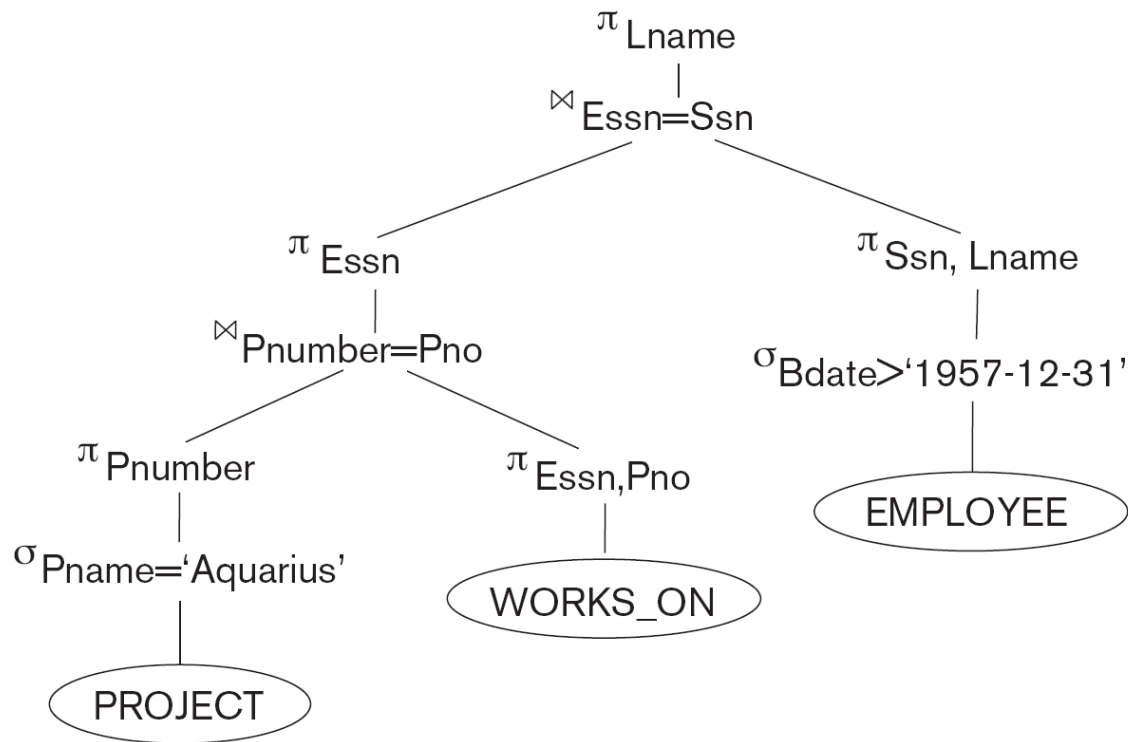 π Lname
⋈ Essn=Ssn
π Essn
π Ssn, Lname
⋈ Pnumber=Pno
σ Bdate>‘1957-12-31’
π Pnumber
π Essn,Pno
EMPLOYEE
σ Pname=‘Aquarius’
WORKS_ON
PROJECT